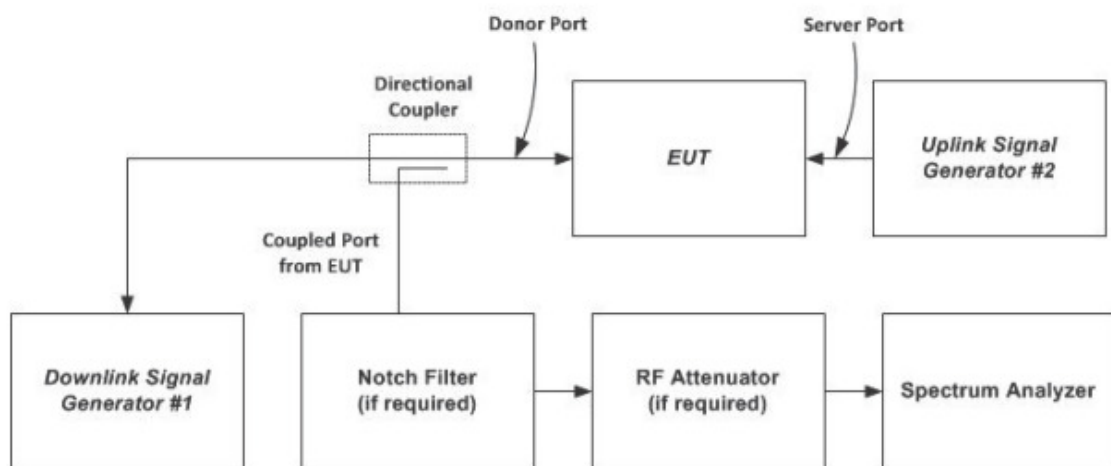 Donor Port
Server Port
Directional
Coupler
EUT
Uplink Signal
Generator #2
Coupled Port
from EUT
Downlink Signal
Generator #1
Notch Filter
(if required)
RF Attenuator
(if required)
Spectrum Analyzer